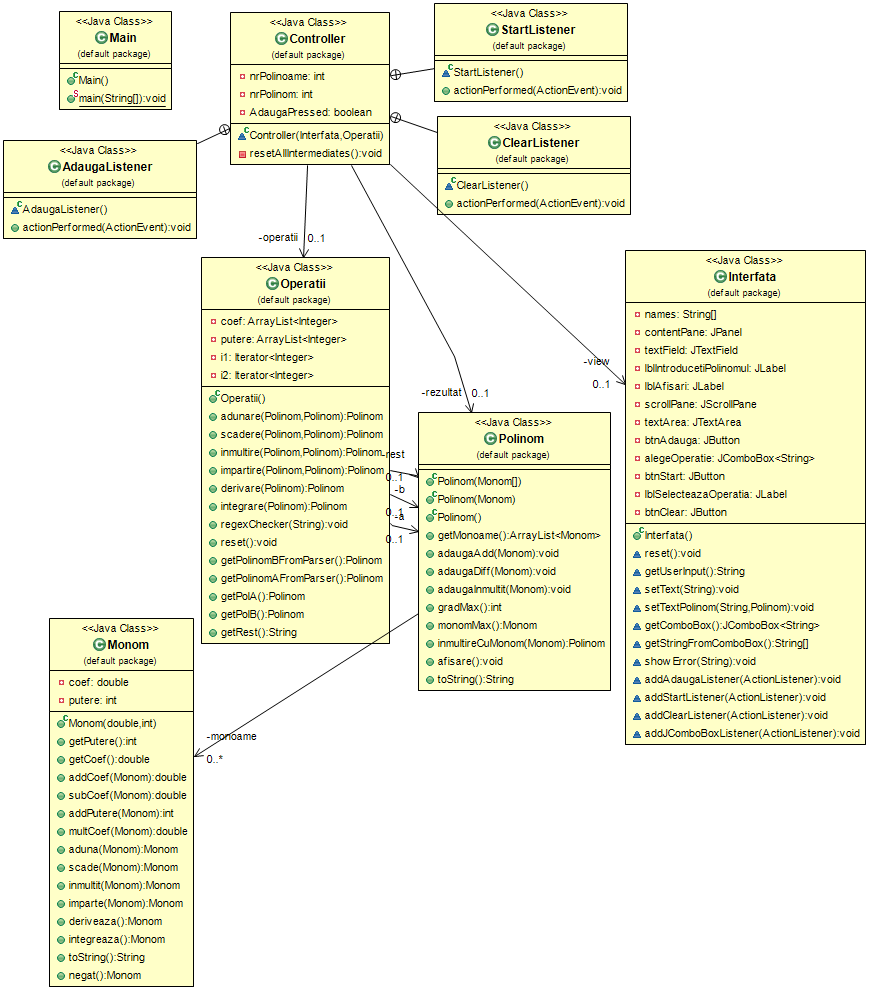 <<Java Class>>
Main
(default package)
Main()
main(String[]):void
<<Java Class>>
Controller
(default package)
nrPolinoame: int
nrPolinom: int
AdaugaPressed: boolean
Controller(Interfata,Operatii)
resetAllIntermediates():void
<<Java Class>>
StartListener
(default package)
StartListener()
actionPerformed(ActionEvent):void
<<Java Class>>
ClearListener
(default package)
ClearListener()
actionPerformed(ActionEvent):void
<<Java Class>>
AdaugaListener
(default package)
AdaugaListener()
actionPerformed(ActionEvent):void
-operatii
0..1
<<Java Class>>
Operatii
(default package)
coef: ArrayList<Integer>
putere: ArrayList<Integer>
i1: Iterator<Integer>
i2: Iterator<Integer>
Operatii()
adunare(Polinom,Polinom):Polinom
scadere(Polinom,Polinom):Polinom
inmultire(Polinom,Polinom):Polinom
impartire(Polinom,Polinom):Polinom
derivare(Polinom):Polinom
integrare(Polinom):Polinom
regexChecker(String):void
reset():void
getPolinomBFromParser():Polinom
getPolinomAFromParser():Polinom
getPolA():Polinom
getPolB():Polinom
getRest():String
-rest
0..1
-b
0..1
-a
0..1
-rezultat
0..1
<<Java Class>>
Polinom
(default package)
Polinom(Monom[])
Polinom(Monom)
Polinom()
getMonoame():ArrayList<Monom>
adaugaAdd(Monom):void
adaugaDiff(Monom):void
adaugaInmultit(Monom):void
gradMax():int
monomMax():Monom
inmultireCuMonom(Monom):Polinom
afisare():void
toString():String
-view
0..1
<<Java Class>>
Interfata
(default package)
names: String[]
contentPane: JPanel
textField: JTextField
lblIntroducetiPolinomul: JLabel
lblAfisari: JLabel
scrollPane: JScrollPane
textArea: JTextArea
btnAdauga: JButton
alegeOperatie: JComboBox<String>
btnStart: JButton
lblSelecteazaOperatia: JLabel
btnClear: JButton
Interfata()
reset():void
getUserInput():String
setText(String):void
setTextPolinom(String,Polinom):void
getComboBox():JComboBox<String>
getStringFromComboBox():String[]
showError(String):void
addAdaugaListener(ActionListener):void
addStartListener(ActionListener):void
addClearListener(ActionListener):void
addJComboBoxListener(ActionListener):void
-monoame
0..*
<<Java Class>>
Monom
(default package)
coef: double
putere: int
Monom(double,int)
getPutere():int
getCoef():double
addCoef(Monom):double
subCoef(Monom):double
addPutere(Monom):int
multCoef(Monom):double
aduna(Monom):Monom
scade(Monom):Monom
inmultit(Monom):Monom
imparte(Monom):Monom
deriveaza():Monom
integreaza():Monom
toString():String
negat():Monom